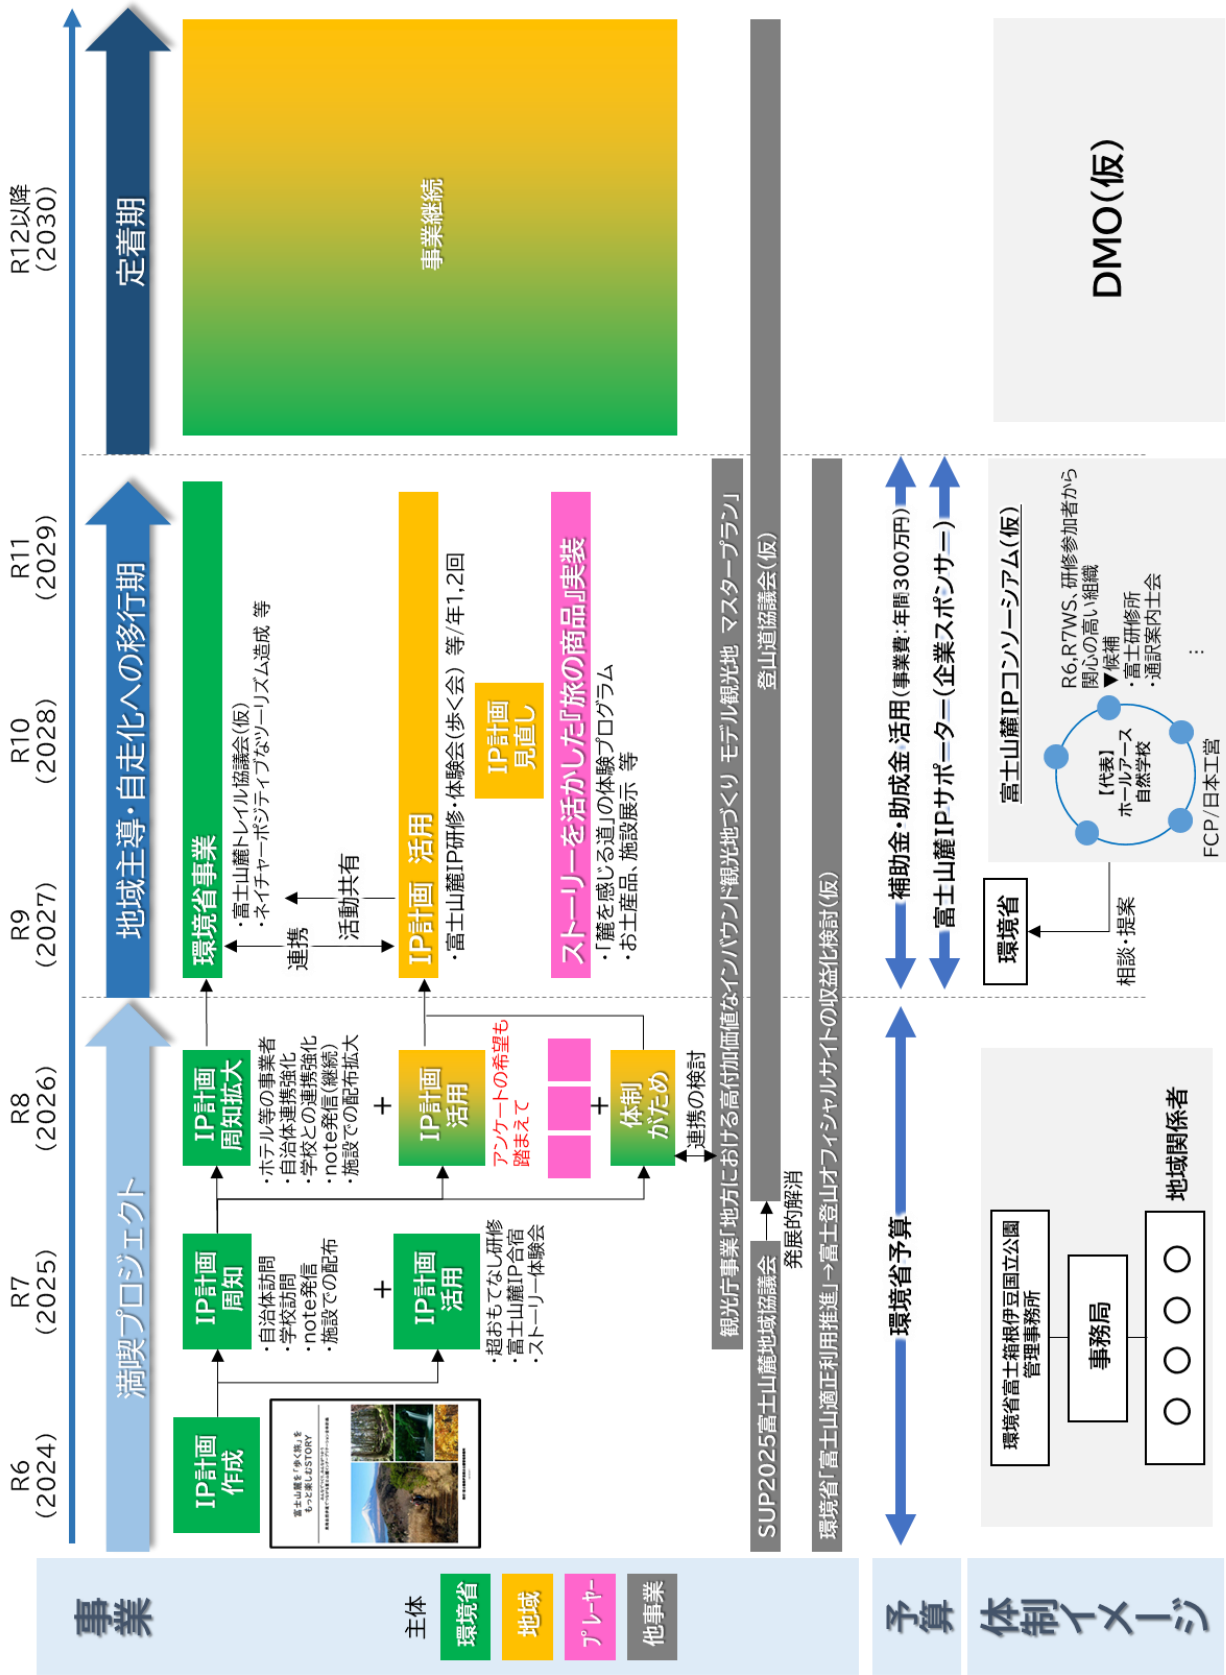 R6
(2024)
R7
(2025)
R8
(2026)
R9
(2027)
R10
(2028)
R11
(2029)
R12以降
(2030)
事業
満喫プロジェクト
地域主導・自走化への移行期
定着期
IP計画
作成
富士山麓を「歩く旅」を
もっと楽しむSTORY
IP計画
周知
・自治体訪問
・学校訪問
・note発信
・施設での配布
+
IP計画
活用
・超おもてなし研修
・富士山麓IP合宿
・ストーリー体験会
IP計画
周知拡大
・ホテル等の事業者
・自治体連携強化
・学校との連携強化
・note発信(継続)
・施設での配布拡大
+
IP計画
活用
アンケートの希望も
踏まえて
+
体制
がため
連携の検討
環境省事業
・富士山麓トレイル協議会(仮)
・ネイチャーポジティブなツーリズム造成 等
連携
活動共有
IP計画 活用
・富士山麓IP研修・体験会(歩く会) 等/年1,2回
IP計画
見直し
ストーリーを活かした『旅の商品』実装
・「麓を感じる道」の体験プログラム
・お土産品、施設展示 等
事業継続
主体
環境省
地域
プレーヤー
他事業
観光庁事業「地方における高付加価値なインバウンド観光地づくり モデル観光地 マスタープラン」
SUP2025富士山麓地域協議会
発展的解消
登山道協議会(仮)
環境省「富士山適正利用推進」→富士登山オフィシャルサイトの収益化検討(仮)
予算
環境省予算
補助金・助成金 活用(事業費:年間300万円)
富士山麓IPサポーター(企業スポンサー)
体制イメージ
環境省富士箱根伊豆国立公園
管理事務所
事務局
地域関係者
環境省
相談・提案
富士山麓IPコンソーシアム(仮)
【代表】
ホールアース
自然学校
R6,R7WS、研修参加者から
関心の高い組織
▼候補
・富士研修所
・通訳案内士会
⋮
FCP/日本工営
DMO(仮)